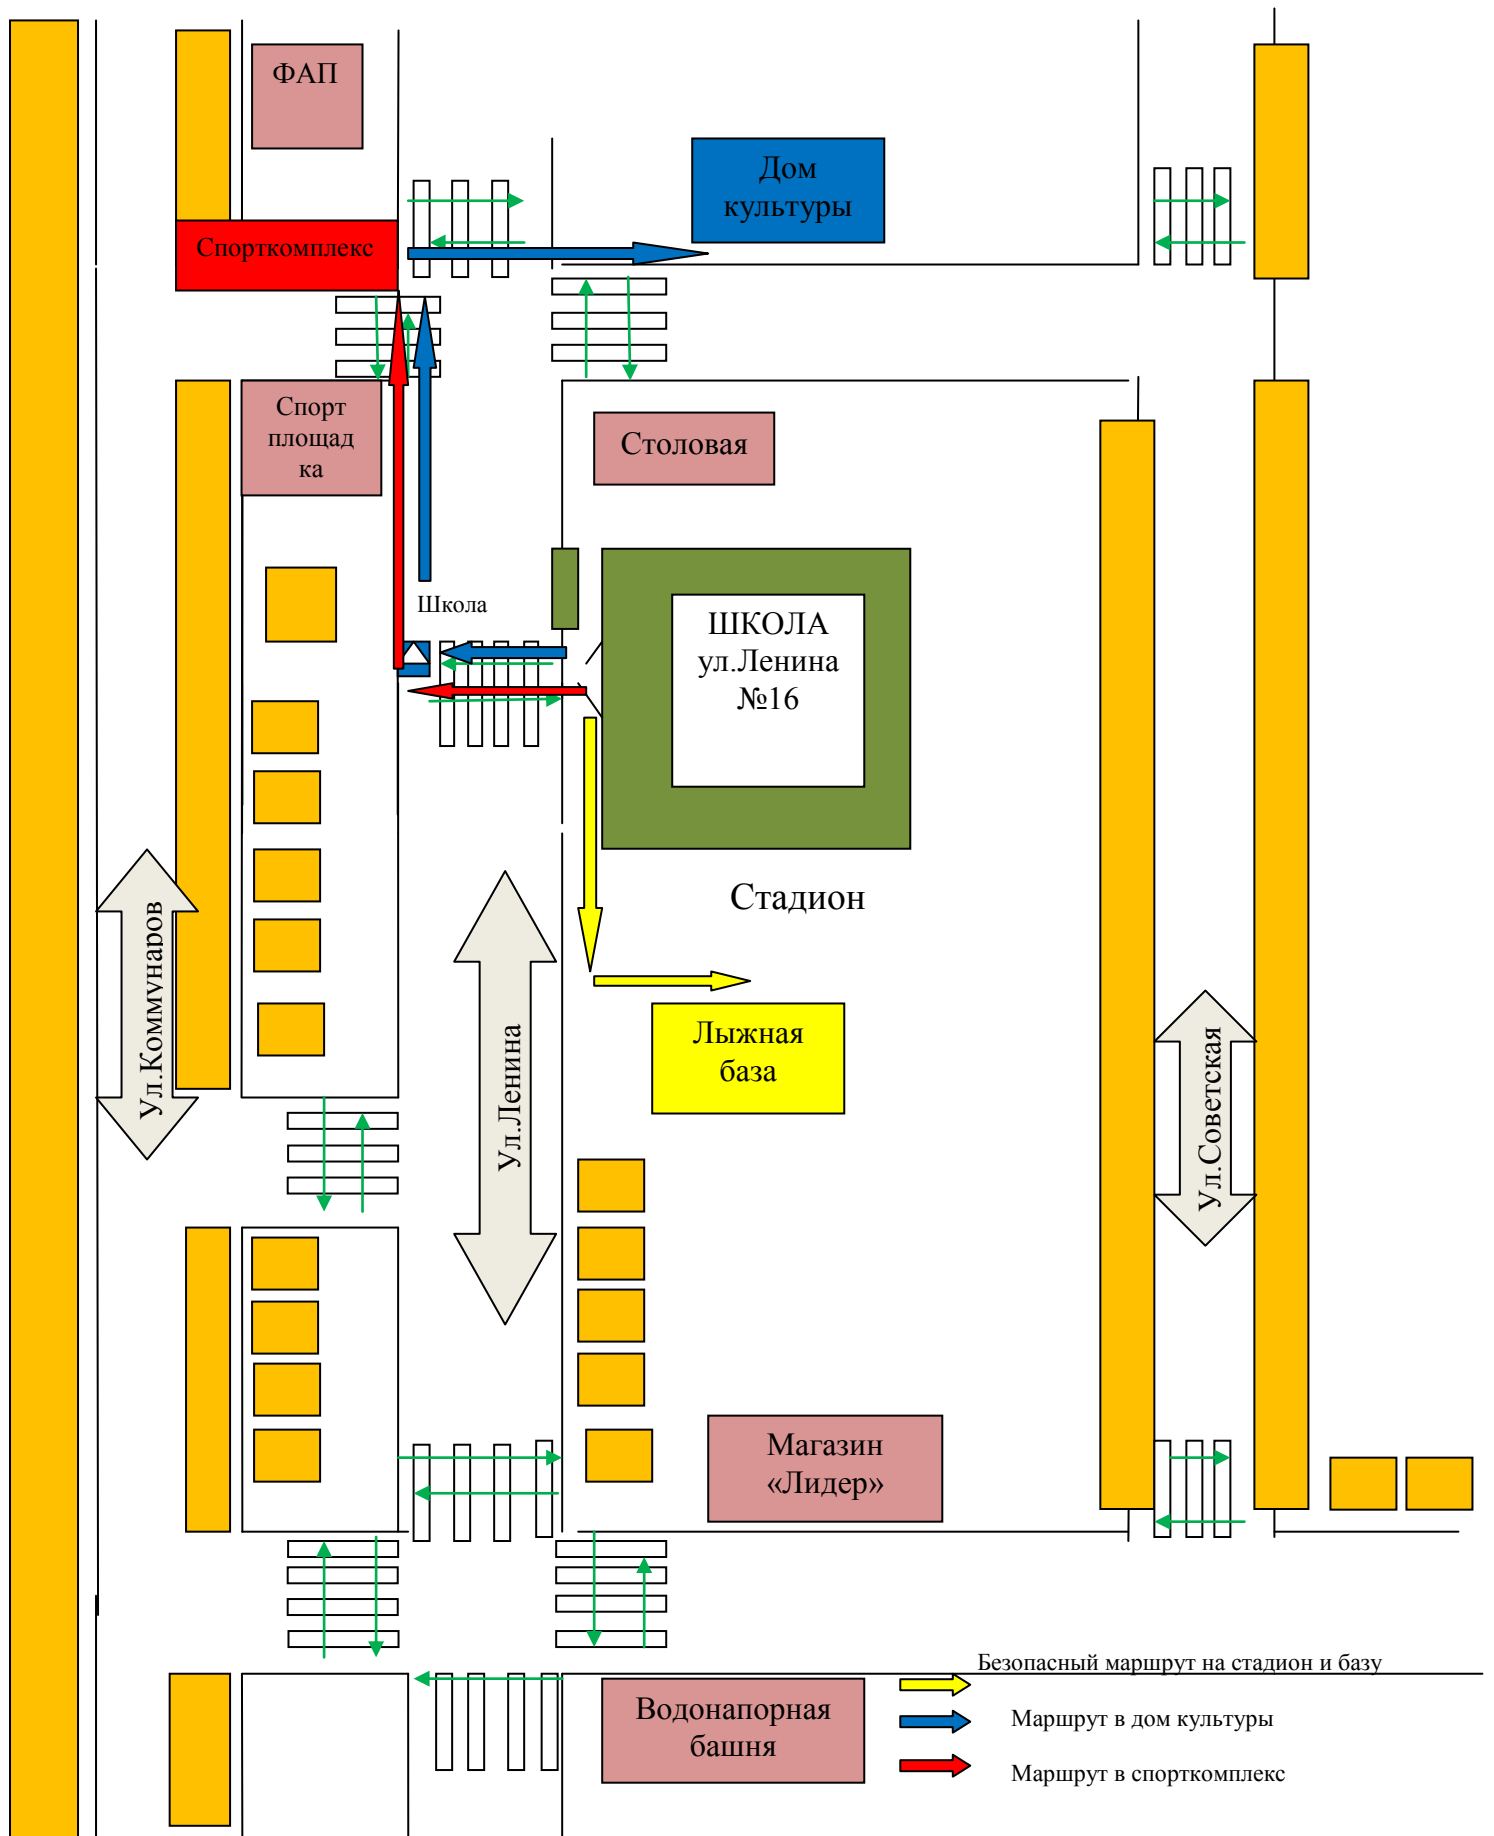 ФАП
Дом
культуры
Спорткомплекс
Спорт
площад
ка
Столовая
Школа
ШКОЛА
ул.Ленина
№16
Стадион
Ул.Коммунаров
Ул.Ленина
Лыжная
база
Ул.Советская
Магазин
«Лидер»
Водонапорная
башня
Безопасный маршрут на стадион и базу
Маршрут в дом культуры
Маршрут в спорткомплекс